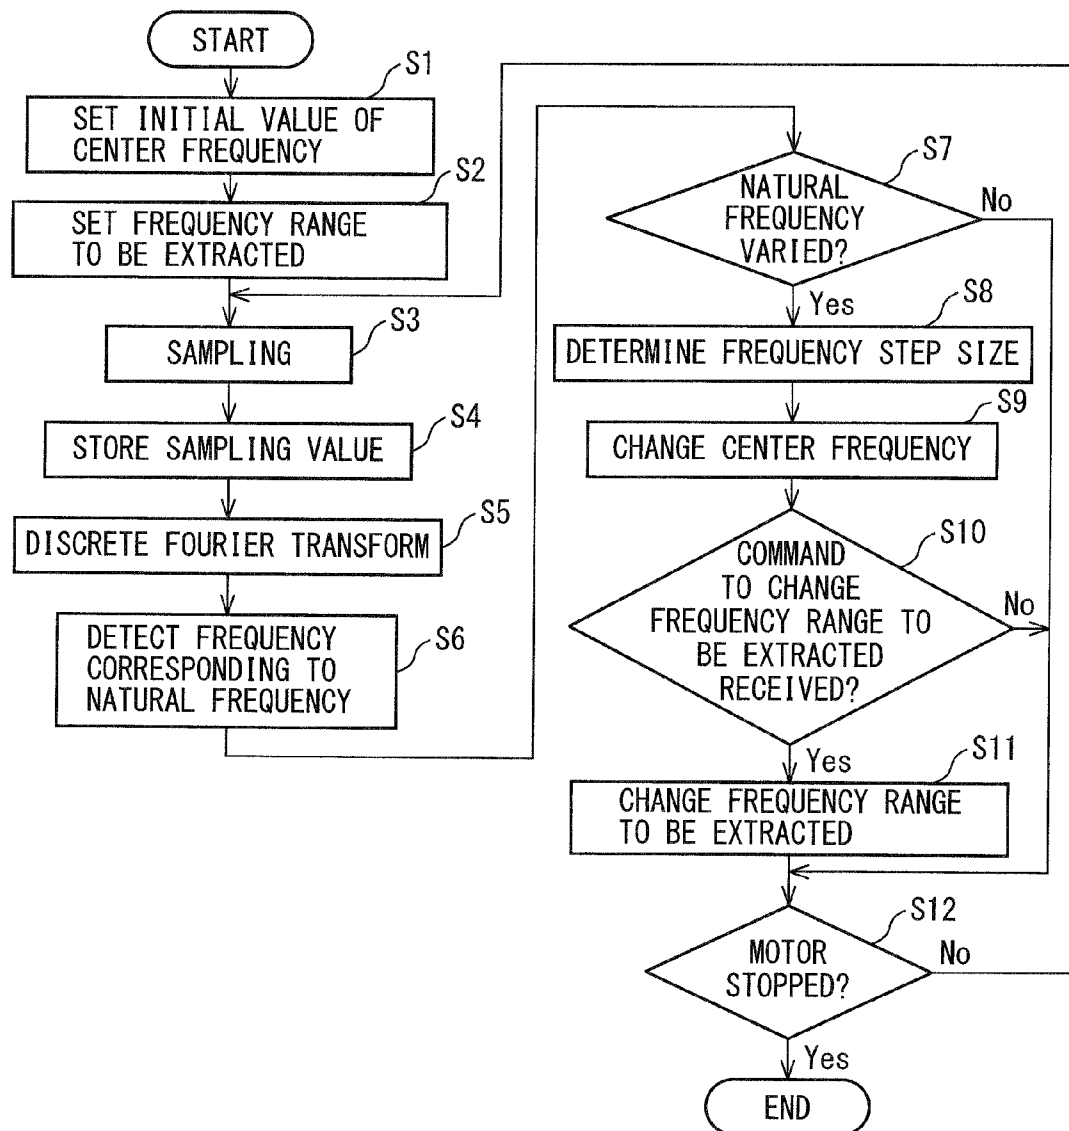 START
S1
SET INITIAL VALUE OF
CENTER FREQUENCY
S2
SET FREQUENCY RANGE
TO BE EXTRACTED
S3
SAMPLING
S4
STORE SAMPLING VALUE
S5
DISCRETE FOURIER TRANSFORM
S6
DETECT FREQUENCY
CORRESPONDING TO
NATURAL FREQUENCY
S7
NATURAL
FREQUENCY
VARIED?
No
Yes
S8
DETERMINE FREQUENCY STEP SIZE
S9
CHANGE CENTER FREQUENCY
S10
COMMAND
TO CHANGE
FREQUENCY RANGE TO
BE EXTRACTED
RECEIVED?
No
Yes
S11
CHANGE FREQUENCY RANGE
TO BE EXTRACTED
S12
MOTOR
STOPPED?
No
Yes
END